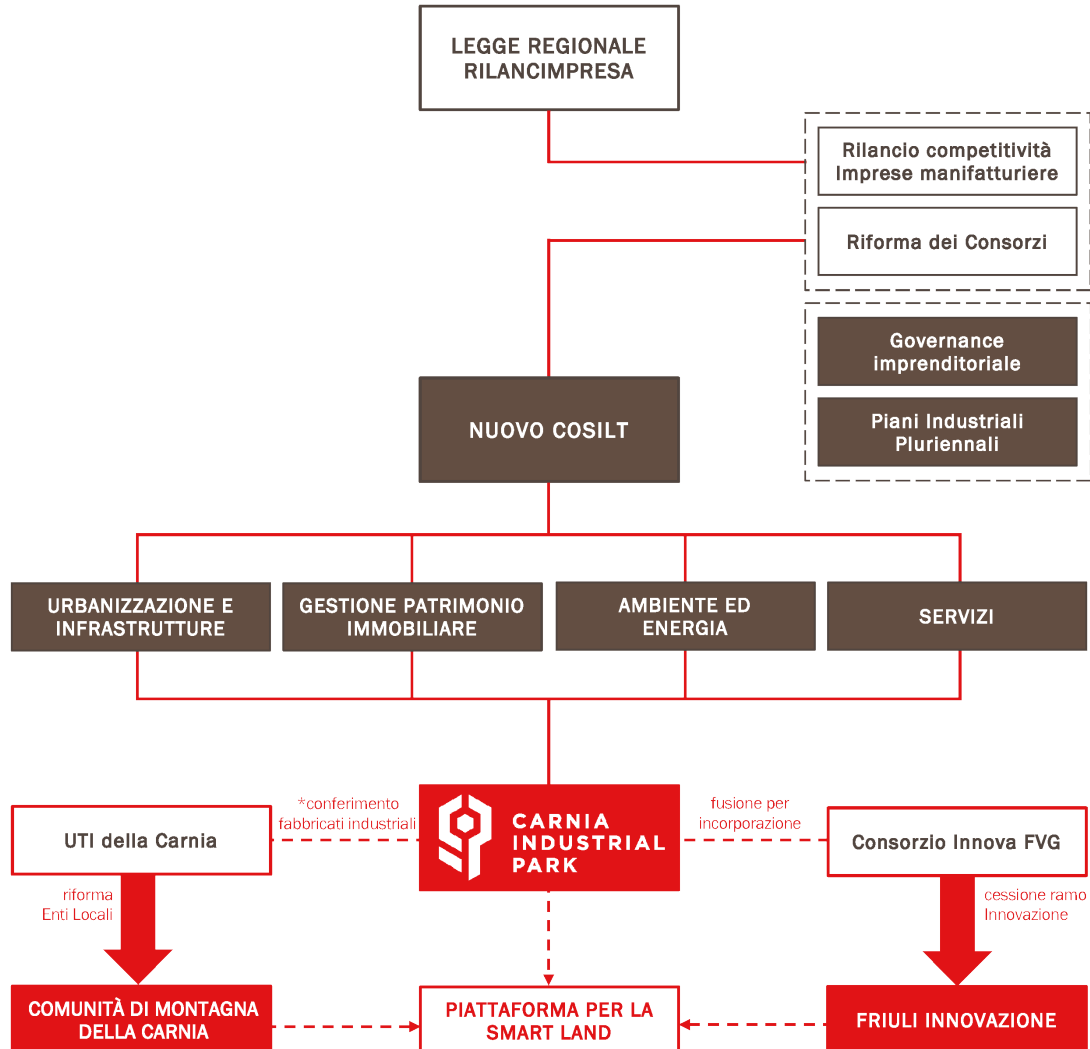 LEGGE REGIONALE
RILANCIMPRESA
Rilancio competitività
Imprese manifatturiere
Riforma dei Consorzi
Governance
imprenditoriale
Piani Industriali
Pluriennali
NUOVO COSILT
URBANIZZAZIONE E
INFRASTRUTTURE
GESTIONE PATRIMONIO
IMMOBILIARE
AMBIENTE ED
ENERGIA
SERVIZI
UTI della Carnia
*conferimento
fabbricati industriali
CARNIA
INDUSTRIAL
PARK
fusione per
incorporazione
Consorzio Innova FVG
riforma
Enti Locali
cessione ramo
Innovazione
COMUNITÀ DI MONTAGNA
DELLA CARNIA
PIATTAFORMA PER LA
SMART LAND
FRIULI INNOVAZIONE